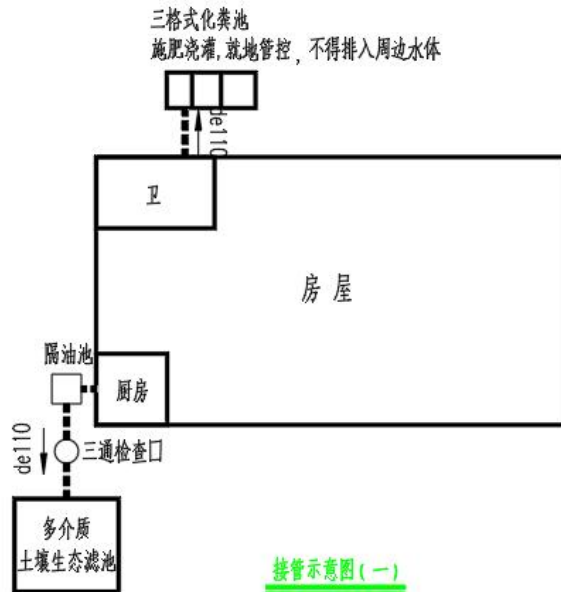 三格式化粪池
施肥浇灌,就地管控,不得排入周边水体
de110
卫
房屋
隔油池
厨房
de110
三通检查口
多介质
土壤生态滤池
接管示意图(一)